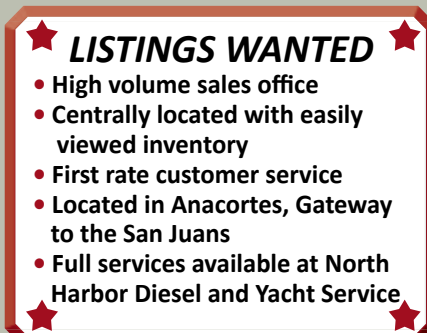 LISTINGS WANTED
• High volume sales office
• Centrally located with easily
viewed inventory
• First rate customer service
• Located in Anacortes, Gateway
to the San Juans
• Full services available at North
Harbor Diesel and Yacht Service